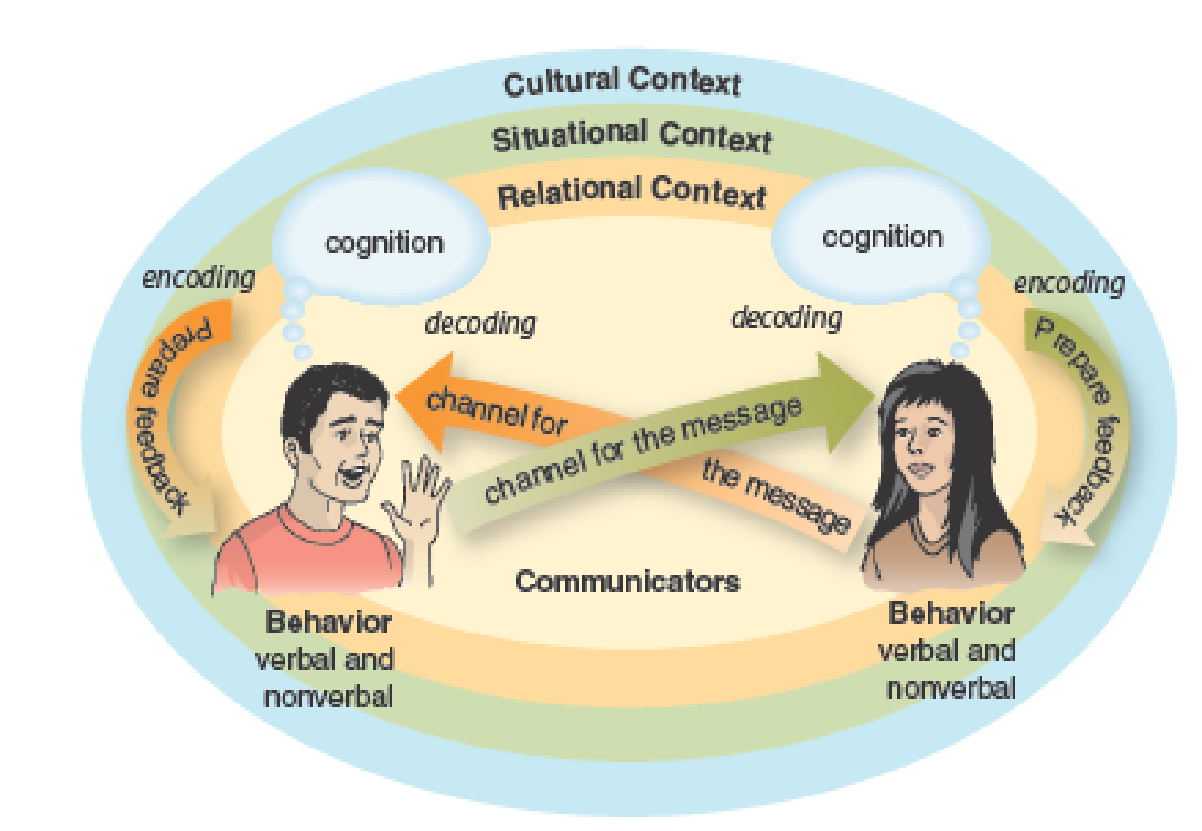 Cultural Context
Situational Context
Relational Context
cognition
cognition
encoding
encoding
decoding
decoding
Prepare feedback
Prepare feedback
channel for
the message
channel for the message
Communicators
Behavior
verbal and
nonverbal
Behavior
verbal and
nonverbal